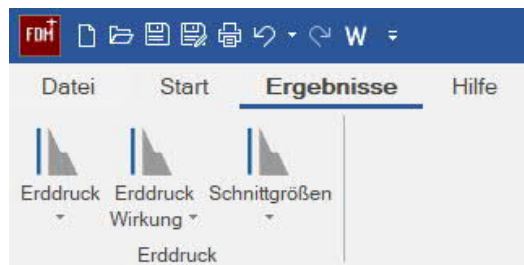 FDH+ W
Datei Start Ergebnisse Hilfe
Erddruck Erddruck Schnittgrößen
Wirkung
Erddruck